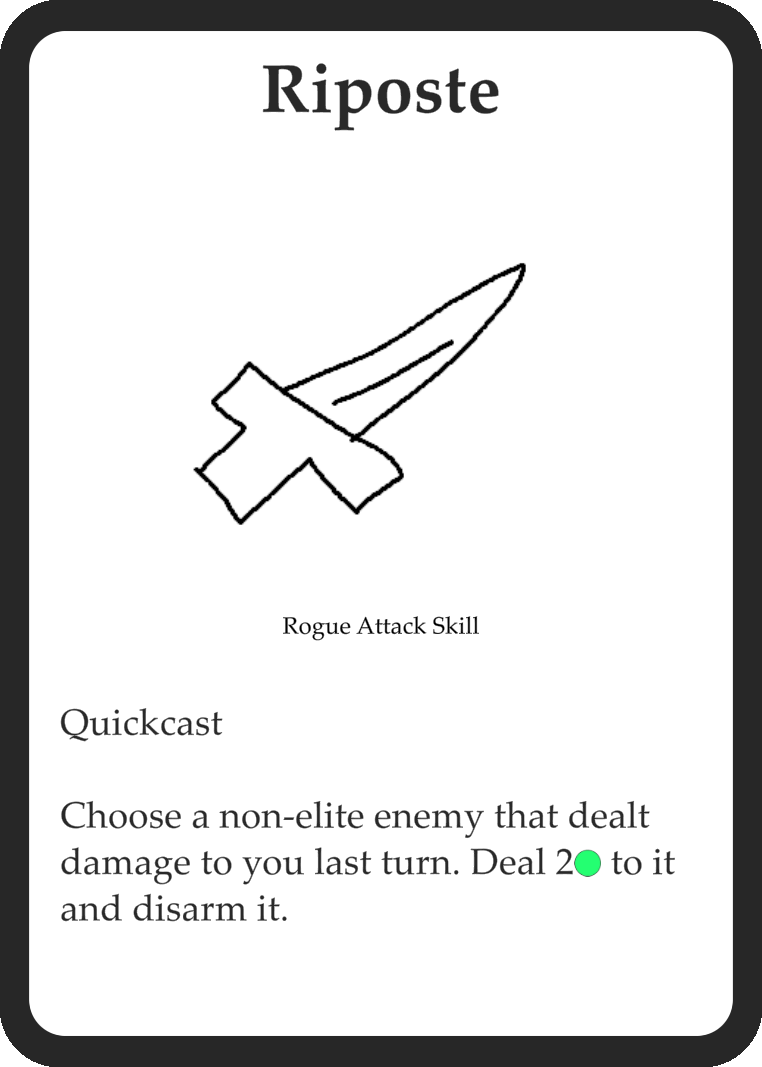 Riposte
Rogue Attack Skill
Quickcast
Choose a non-elite enemy that dealt
damage to you last turn. Deal 2 to it
and disarm it.